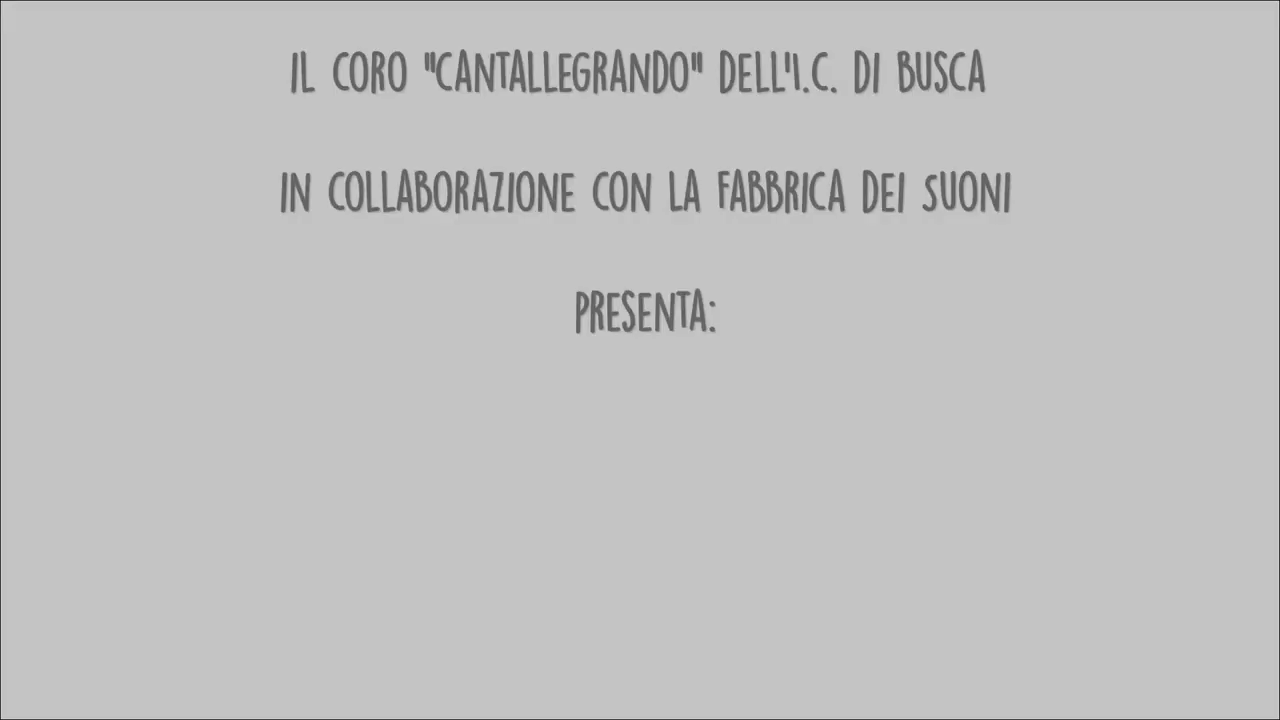 IL CORO "CANTALLEGRANDO" DELL'I.C. DI BUSCA
IN COLLABORAZIONE CON LA FABBRICA DEI SUONI
PRESENTA: